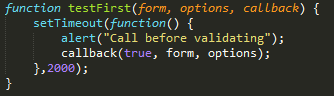 function testFirst(form, options, callback) {
    setTimeout(function() {
        alert("Call before validating");
        callback(true, form, options);
    },2000);
}